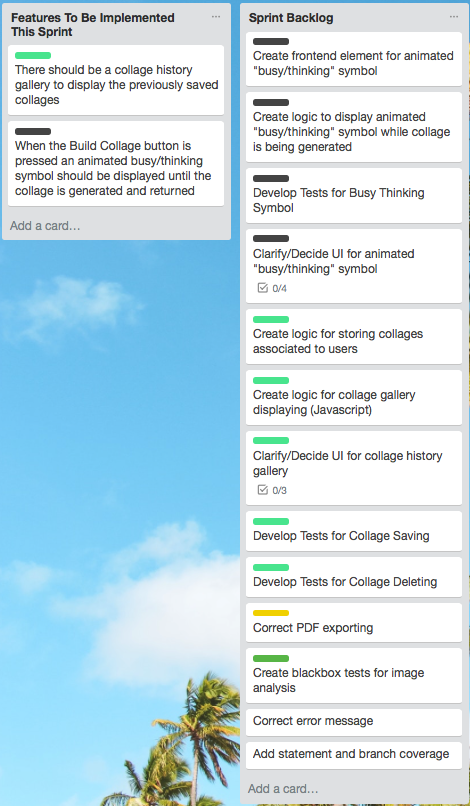 Features To Be Implemented
This Sprint
There should be a collage history
gallery to display the previously saved
collages
When the Build Collage button is
pressed an animated busy/thinking
symbol should be displayed until the
collage is generated and returned
Add a card…
Sprint Backlog
Create frontend element for animated
"busy/thinking" symbol
Create logic to display animated
"busy/thinking" symbol while collage
is being generated
Develop Tests for Busy Thinking
Symbol
Clarify/Decide UI for animated
"busy/thinking" symbol
0/4
Create logic for storing collages
associated to users
Create logic for collage gallery
displaying (Javascript)
Clarify/Decide UI for collage history
gallery
0/3
Develop Tests for Collage Saving
Develop Tests for Collage Deleting
Correct PDF exporting
Create blackbox tests for image
analysis
Correct error message
Add statement and branch coverage
Add a card…